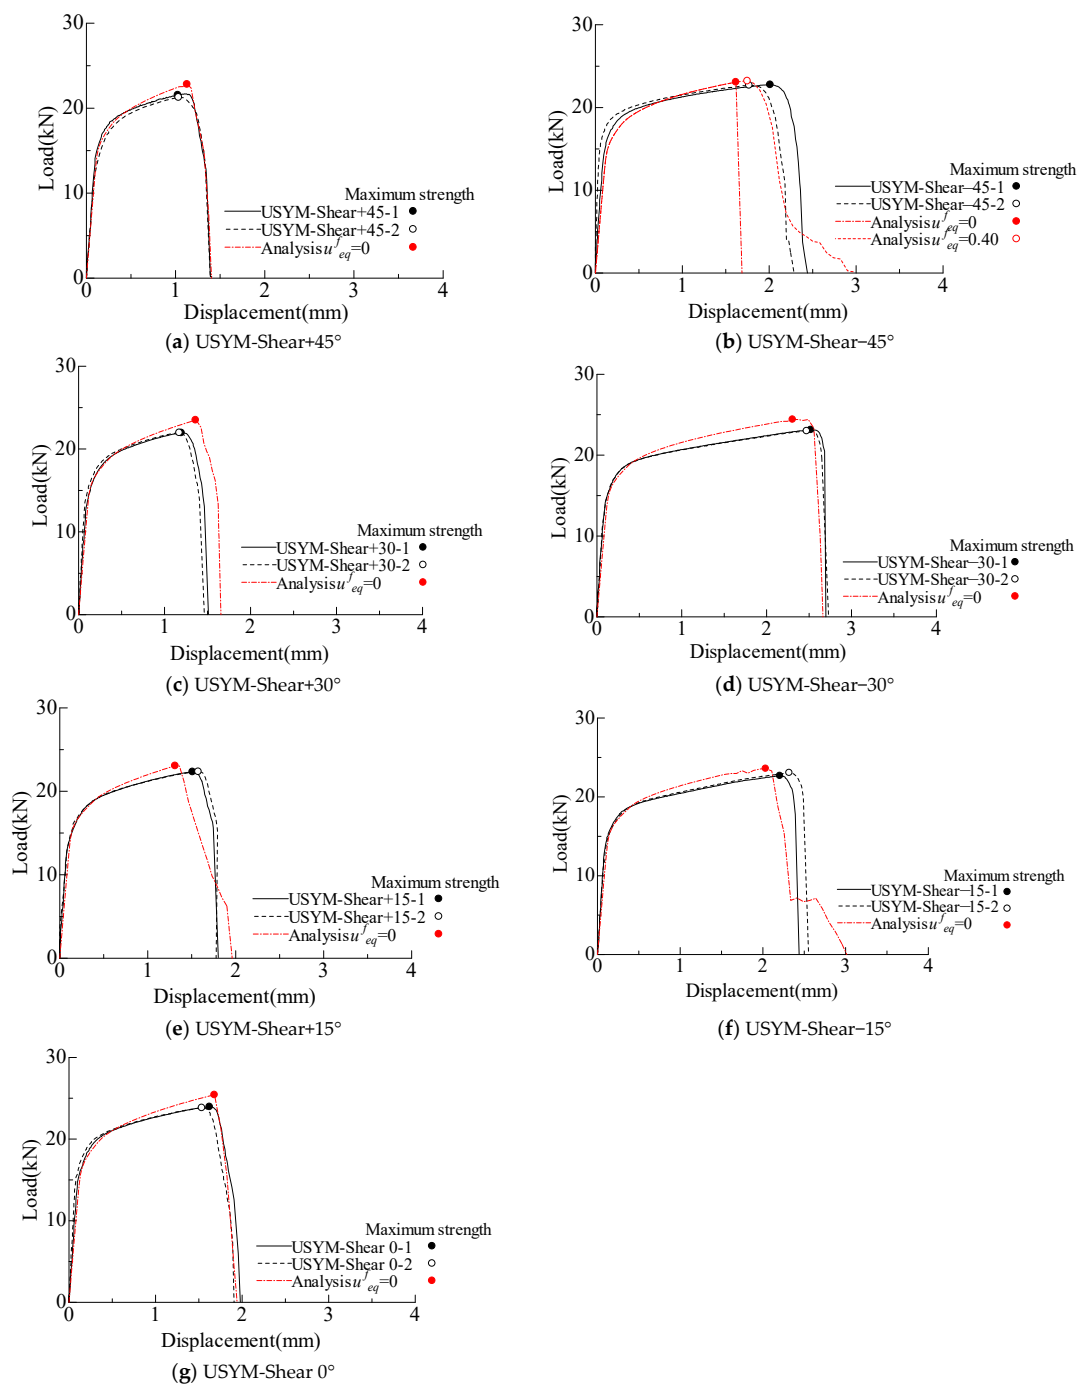 30
20
10
0
Load(kN)
Maximum strength
USYM-Shear+45-1
USYM-Shear+45-2
Analysis u^f_eq=0
0 1 2 3 4
Displacement(mm)
(a) USYM-Shear+45°
30
20
10
0
Load(kN)
Maximum strength
USYM-Shear−45-1
USYM-Shear−45-2
Analysis u^f_eq=0
Analysis u^f_eq=0.40
0 1 2 3 4
Displacement(mm)
(b) USYM-Shear−45°
30
20
10
0
Load(kN)
Maximum strength
USYM-Shear+30-1
USYM-Shear+30-2
Analysis u^f_eq=0
0 1 2 3 4
Displacement(mm)
(c) USYM-Shear+30°
30
20
10
0
Load(kN)
Maximum strength
USYM-Shear−30-1
USYM-Shear−30-2
Analysis u^f_eq=0
0 1 2 3 4
Displacement(mm)
(d) USYM-Shear−30°
30
20
10
0
Load(kN)
Maximum strength
USYM-Shear+15-1
USYM-Shear+15-2
Analysis u^f_eq=0
0 1 2 3 4
Displacement(mm)
(e) USYM-Shear+15°
30
20
10
0
Load(kN)
Maximum strength
USYM-Shear−15-1
USYM-Shear−15-2
Analysis u^f_eq=0
0 1 2 3 4
Displacement(mm)
(f) USYM-Shear−15°
30
20
10
0
Load(kN)
Maximum strength
USYM-Shear 0-1
USYM-Shear 0-2
Analysis u^f_eq=0
0 1 2 3 4
Displacement(mm)
(g) USYM-Shear 0°